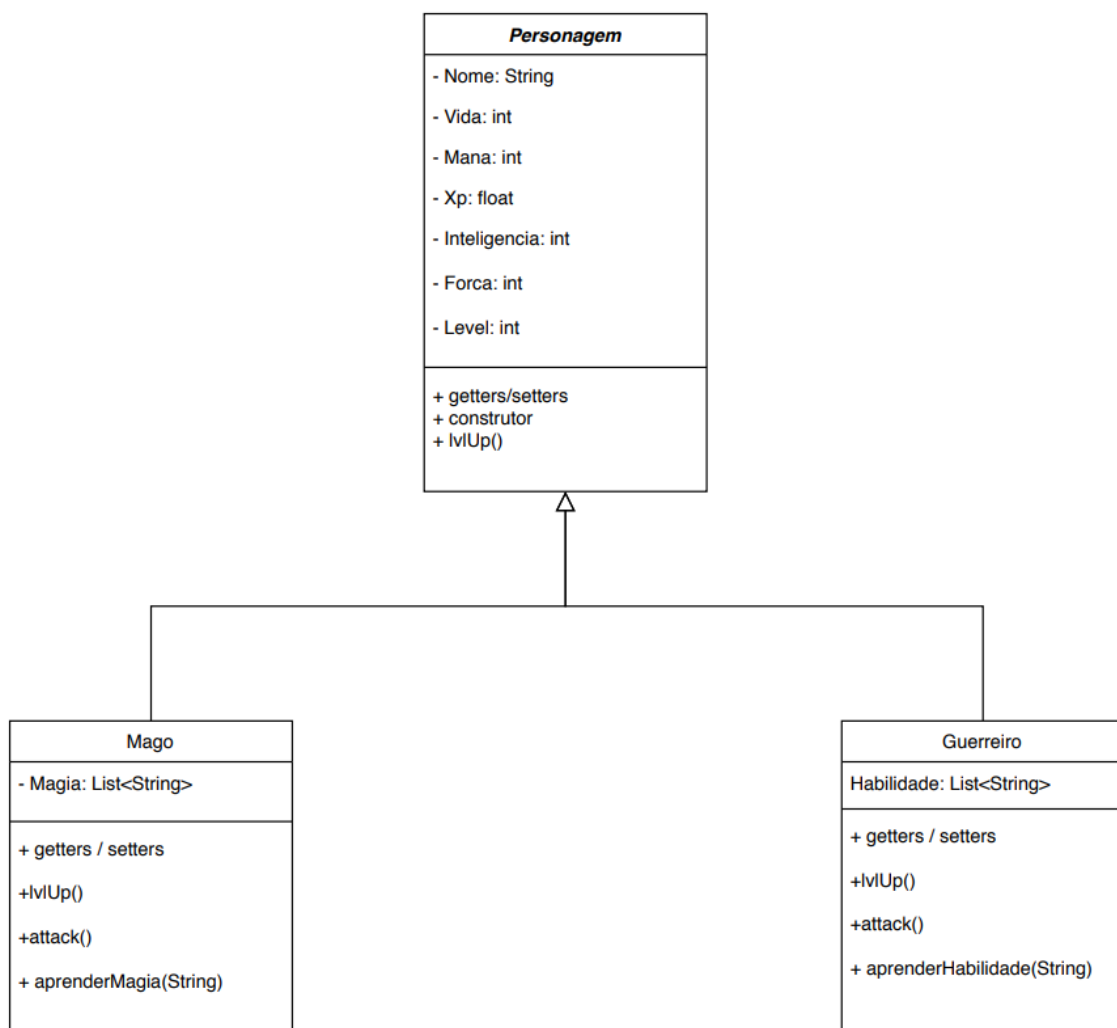 Personagem
- Nome: String
- Vida: int
- Mana: int
- Xp: float
- Inteligencia: int
- Forca: int
- Level: int
+ getters/setters
+ construtor
+ lvlUp()
Mago
- Magia: List<String>
+ getters / setters
+lvlUp()
+attack()
+ aprenderMagia(String)
Guerreiro
Habilidade: List<String>
+ getters / setters
+lvlUp()
+attack()
+ aprenderHabilidade(String)